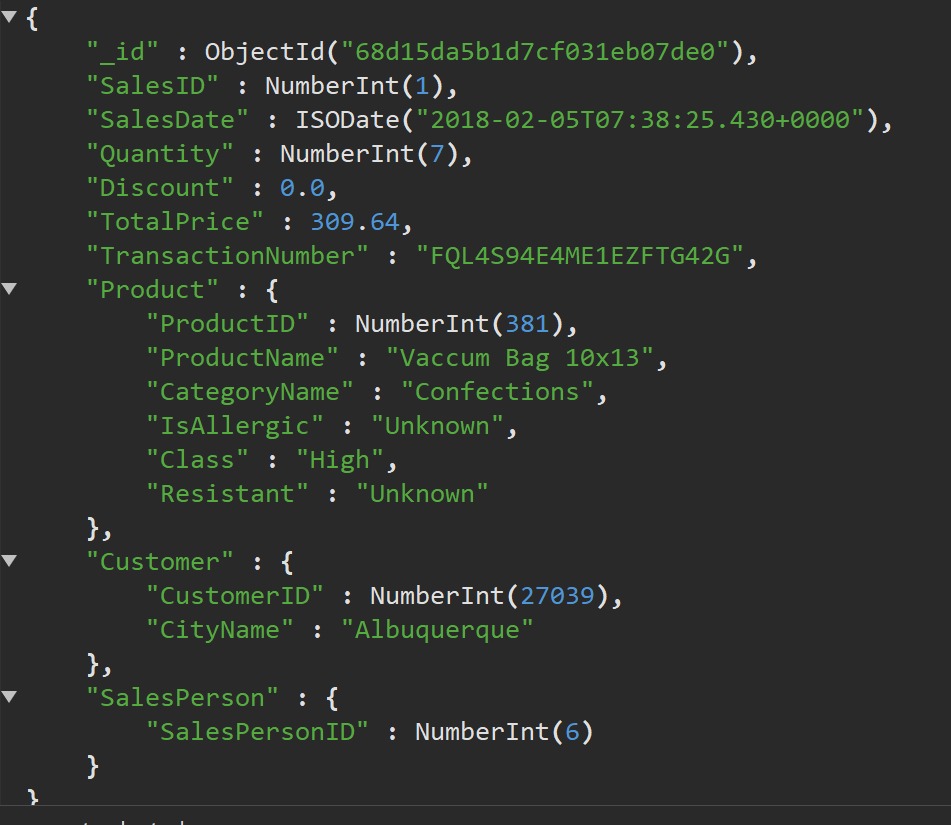 {
"_id" : ObjectId("68d15da5b1d7cf031eb07de0"),
"SalesID" : NumberInt(1),
"SalesDate" : ISODate("2018-02-05T07:38:25.430+0000"),
"Quantity" : NumberInt(7),
"Discount" : 0.0,
"TotalPrice" : 309.64,
"TransactionNumber" : "FQL4S94E4ME1EZFTG42G",
"Product" : {
"ProductID" : NumberInt(381),
"ProductName" : "Vaccum Bag 10x13",
"CategoryName" : "Confections",
"IsAllergic" : "Unknown",
"Class" : "High",
"Resistant" : "Unknown"
},
"Customer" : {
"CustomerID" : NumberInt(27039),
"CityName" : "Albuquerque"
},
"SalesPerson" : {
"SalesPersonID" : NumberInt(6)
}
}